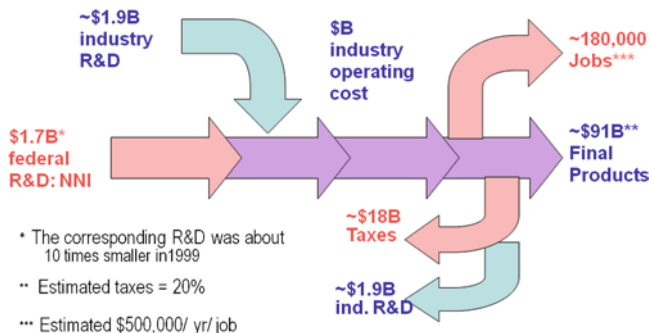 ~$1.9B
industry
R&D
$B
industry
operating
cost
~180,000
Jobs***
$1.7B*
federal
R&D: NNI
~$91B**
Final
Products
~$18B
Taxes
~$1.9B
ind. R&D
* The corresponding R&D was about
10 times smaller in1999
** Estimated taxes = 20%
*** Estimated $500,000/ yr/ job